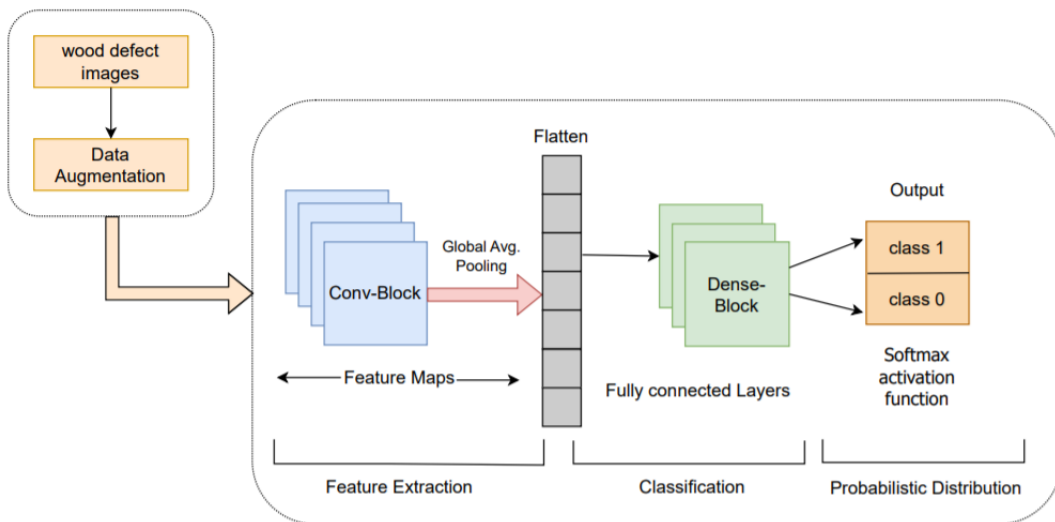 wood defect
images
Data
Augmentation
Flatten
Output
Global Avg.
Pooling
Conv-Block
Dense-
Block
class 1
class 0
Feature Maps
Fully connected Layers
Softmax
activation
function
Feature Extraction
Classification
Probabilistic Distribution